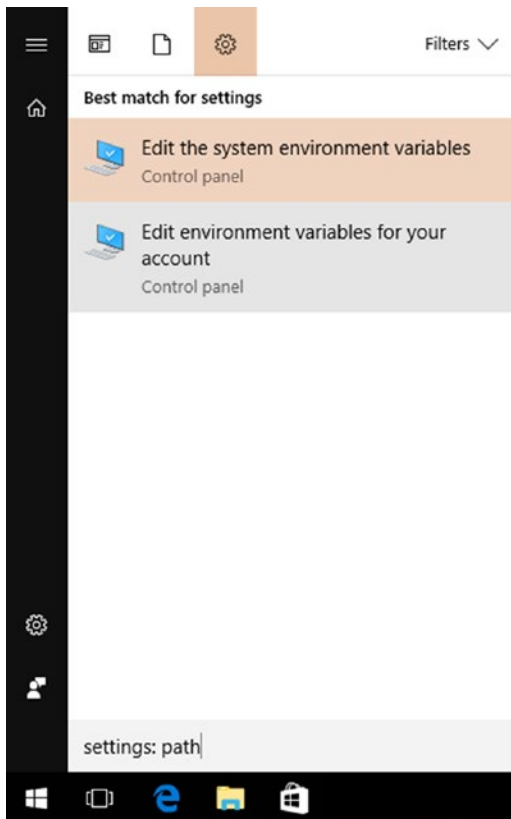 Filters
Best match for settings
Edit the system environment variables
Control panel
Edit environment variables for your
account
Control panel
settings: path